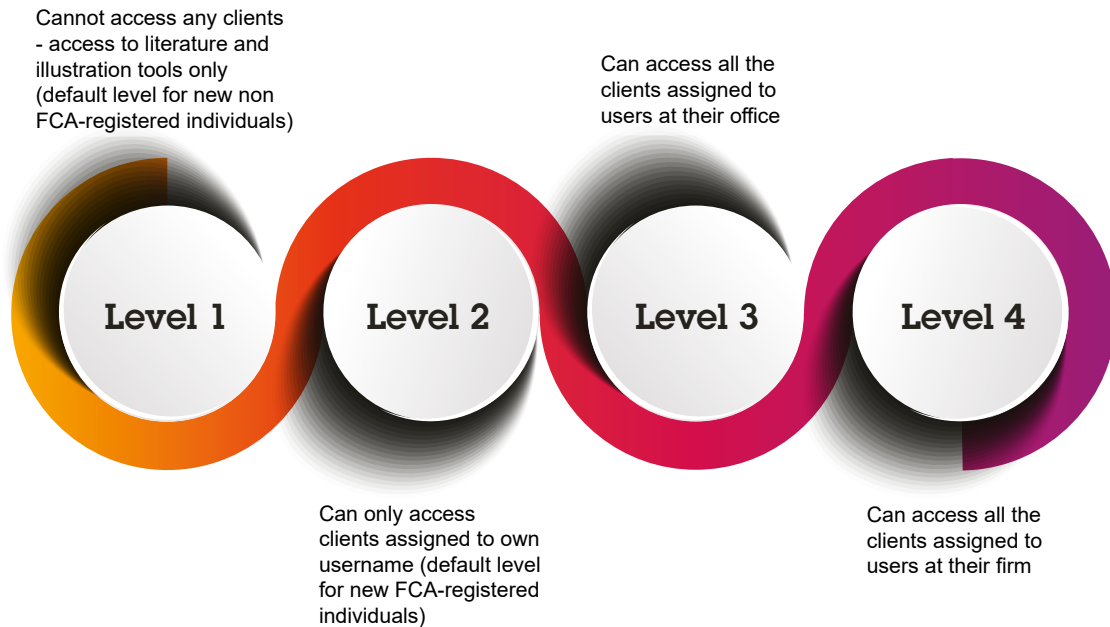 Cannot access any clients
- access to literature and
illustration tools only
(default level for new non
FCA-registered individuals)
Can access all the
clients assigned to
users at their office
Level 1
Level 2
Level 3
Level 4
Can only access
clients assigned to own
username (default level
for new FCA-registered
individuals)
Can access all the
clients assigned to
users at their firm